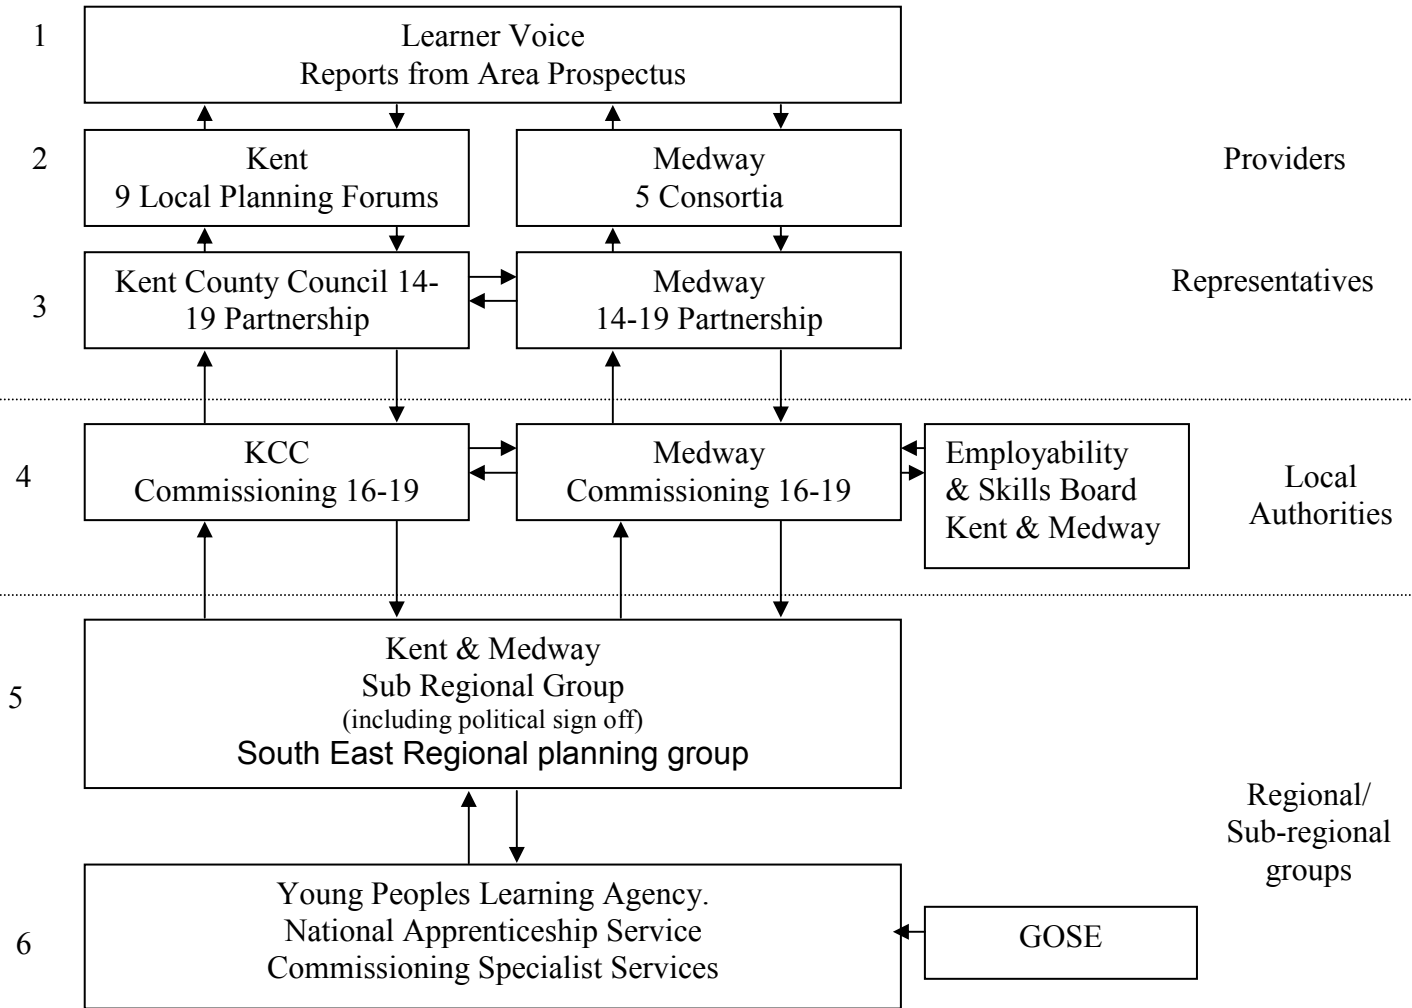 1
Learner Voice
Reports from Area Prospectus
2
Kent
9 Local Planning Forums
Medway
5 Consortia
Providers
3
Kent County Council 14-
19 Partnership
Medway
14-19 Partnership
Representatives
4
KCC
Commissioning 16-19
Medway
Commissioning 16-19
Employability
& Skills Board
Kent & Medway
Local
Authorities
5
Kent & Medway
Sub Regional Group
(including political sign off)
South East Regional planning group
Regional/
Sub-regional
groups
6
Young Peoples Learning Agency.
National Apprenticeship Service
Commissioning Specialist Services
GOSE